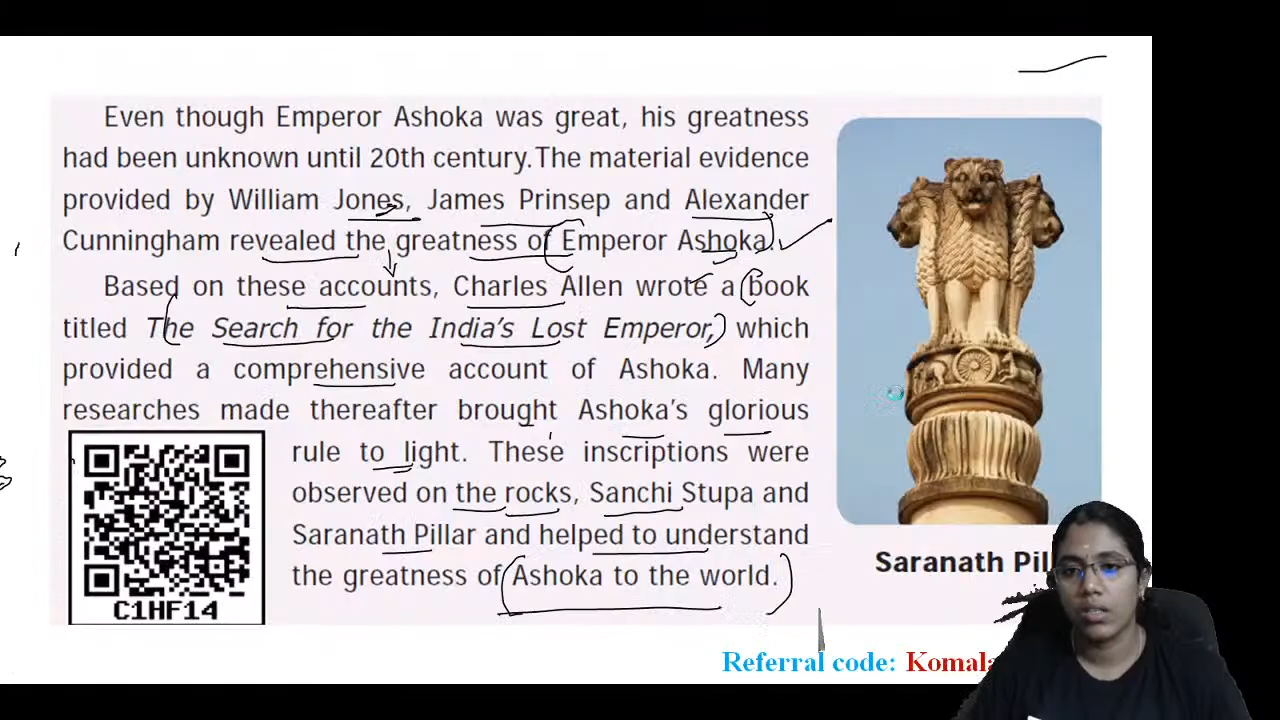 Even though Emperor Ashoka was great, his greatness
had been unknown until 20th century. The material evidence
provided by William Jones, James Prinsep and Alexander
Cunningham revealed the greatness of Emperor Ashoka.
Based on these accounts, Charles Allen wrote a book
titled The Search for the India's Lost Emperor, which
provided a comprehensive account of Ashoka. Many
researches made thereafter brought Ashoka's glorious
rule to light. These inscriptions were
observed on the rocks, Sanchi Stupa and
Saranath Pillar and helped to understand
the greatness of Ashoka to the world.
C1HF14
Saranath
Referral code: